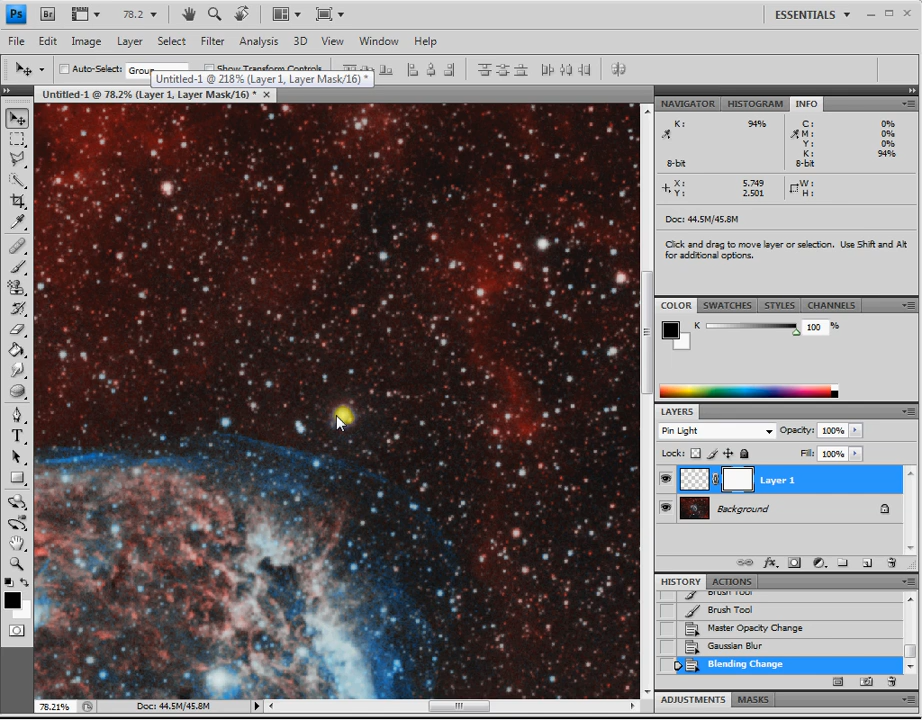 Ps Br 78.2 ESSENTIALS
File Edit Image Layer Select Filter Analysis 3D View Window Help
Auto-Select: Group Show Transform Controls
Untitled-1 @ 218% (Layer 1, Layer Mask/16) *
Untitled-1 @ 78.2% (Layer 1, Layer Mask/16) * ×
NAVIGATOR HISTOGRAM INFO
K: 94% C: 0%
M: 0%
Y: 0%
K: 94%
8-bit 8-bit
X: 5.749 W:
Y: 2.501 H:
Doc: 44.5M/45.8M
Click and drag to move layer or selection. Use Shift and Alt
for additional options.
COLOR SWATCHES STYLES CHANNELS
K 100 %
LAYERS
Pin Light Opacity: 100%
Lock: Fill: 100%
Layer 1
Background
fx
HISTORY ACTIONS
Brush Tool
Brush Tool
Master Opacity Change
Gaussian Blur
Blending Change
ADJUSTMENTS MASKS
78.21% Doc: 44.5M/45.8M